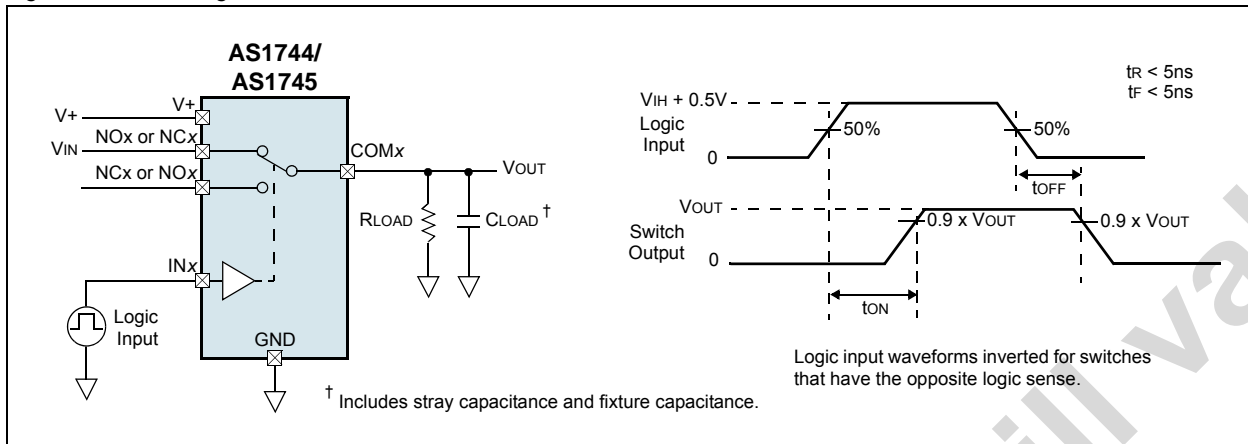 AS1744/
AS1745
V+
V+
NOx or NCx
VIN
NCx or NOx
COMx
VOUT
RLOAD
CLOAD †
INx
Logic
Input
GND
† Includes stray capacitance and fixture capacitance.
tR < 5ns
tF < 5ns
VIH + 0.5V
Logic
Input
0
50%
50%
tOFF
VOUT
Switch
Output
0
0.9 x VOUT
0.9 x VOUT
tON
Logic input waveforms inverted for switches
that have the opposite logic sense.